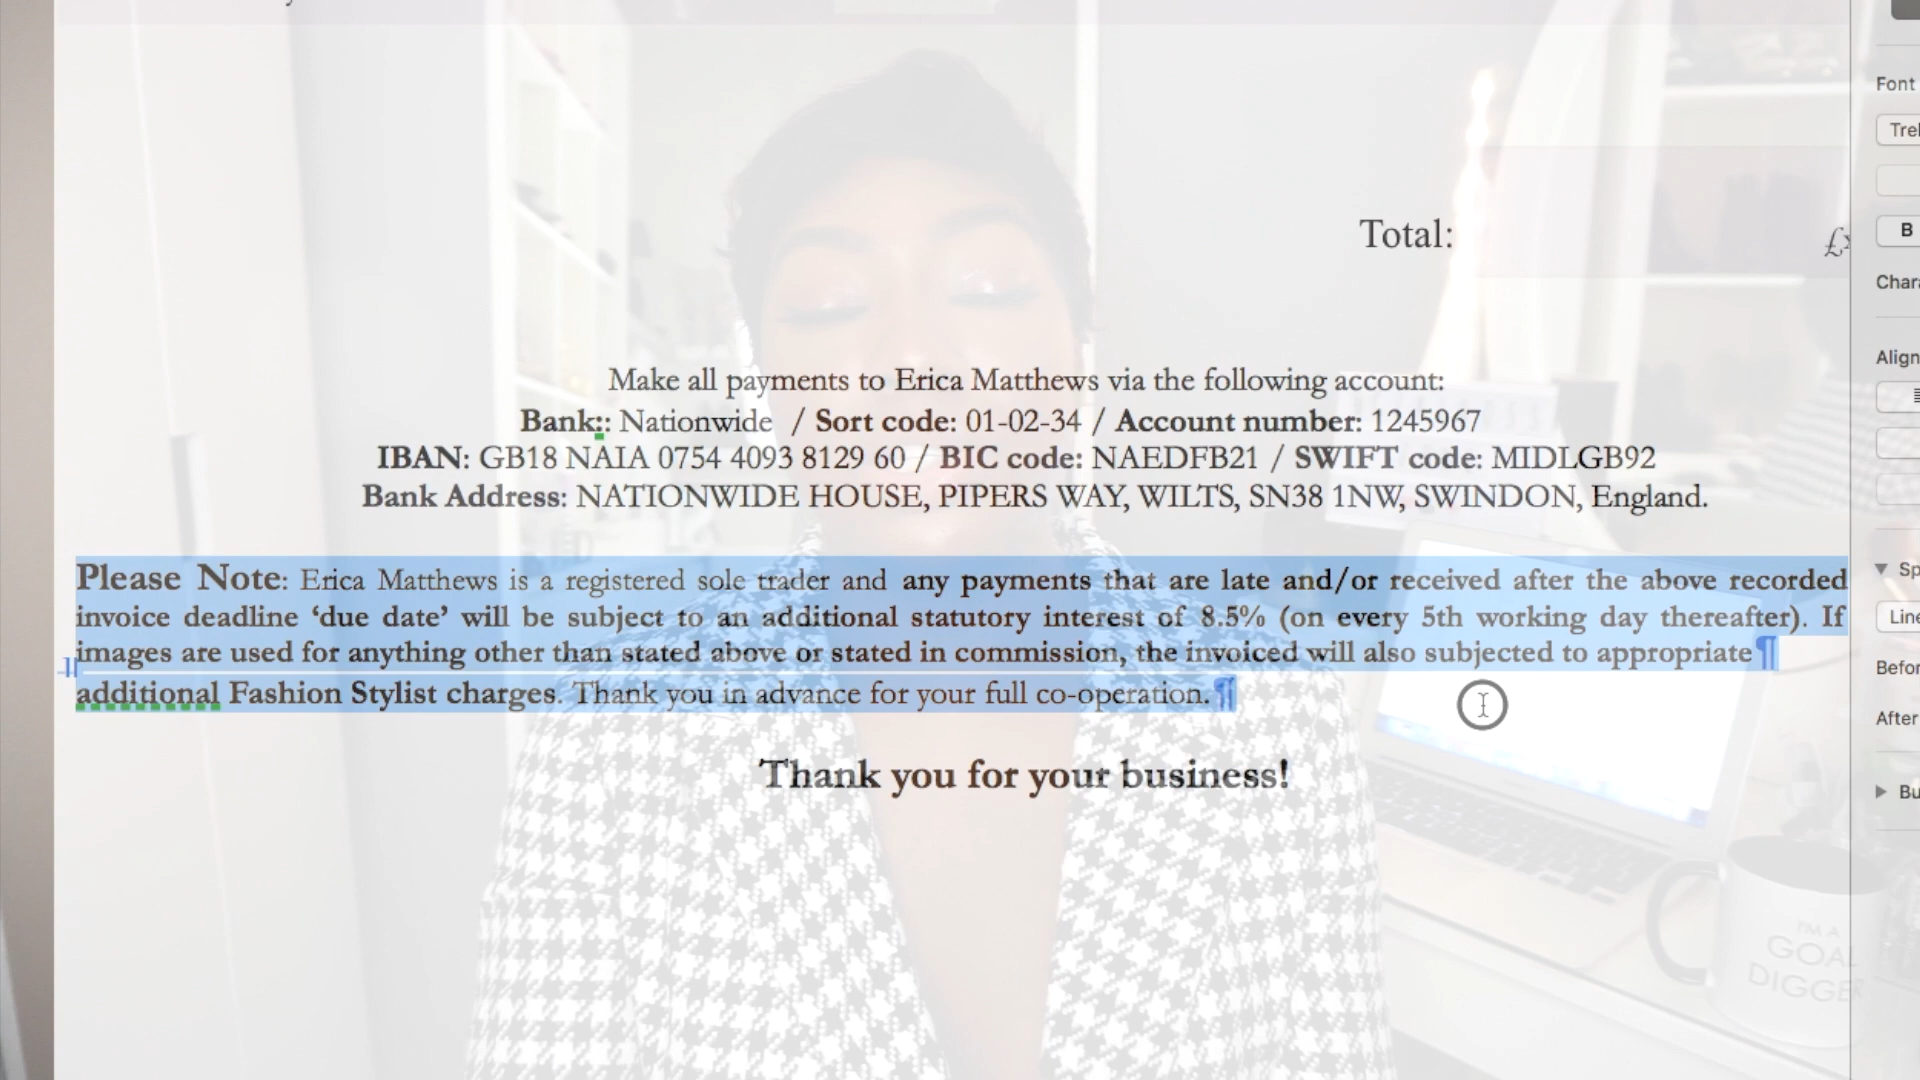 Font
Total:
B
Make all payments to Erica Matthews via the following account:
Bank:: Nationwide / Sort code: 01-02-34 / Account number: 1245967
IBAN: GB18 NAIA 0754 4093 8129 60 / BIC code: NAEDFB21 / SWIFT code: MIDLGB92
Bank Address: NATIONWIDE HOUSE, PIPERS WAY, WILTS, SN38 1NW, SWINDON, England.
Please Note: Erica Matthews is a registered sole trader and any payments that are late and/or received after the above recorded
invoice deadline ‘due date’ will be subject to an additional statutory interest of 8.5% (on every 5th working day thereafter). If
images are used for anything other than stated above or stated in commission, the invoiced will also subjected to appropriate¶
additional Fashion Stylist charges. Thank you in advance for your full co-operation.¶
After
Thank you for your business!
I'M A
GOAL
DIGGER